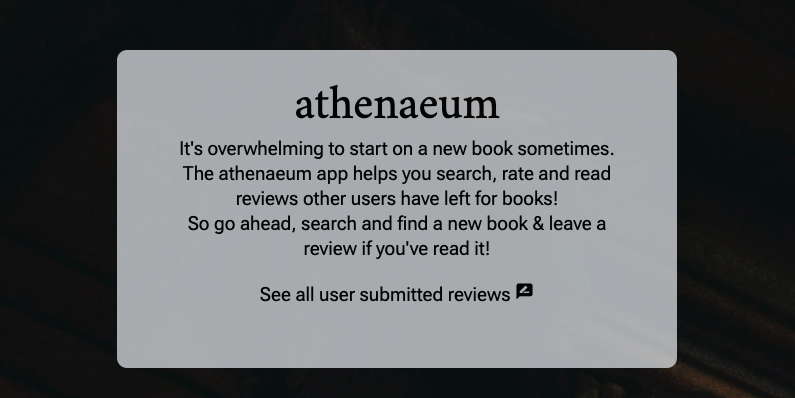 athenaeum
It's overwhelming to start on a new book sometimes.
The athenaeum app helps you search, rate and read
reviews other users have left for books!
So go ahead, search and find a new book & leave a
review if you've read it!
See all user submitted reviews